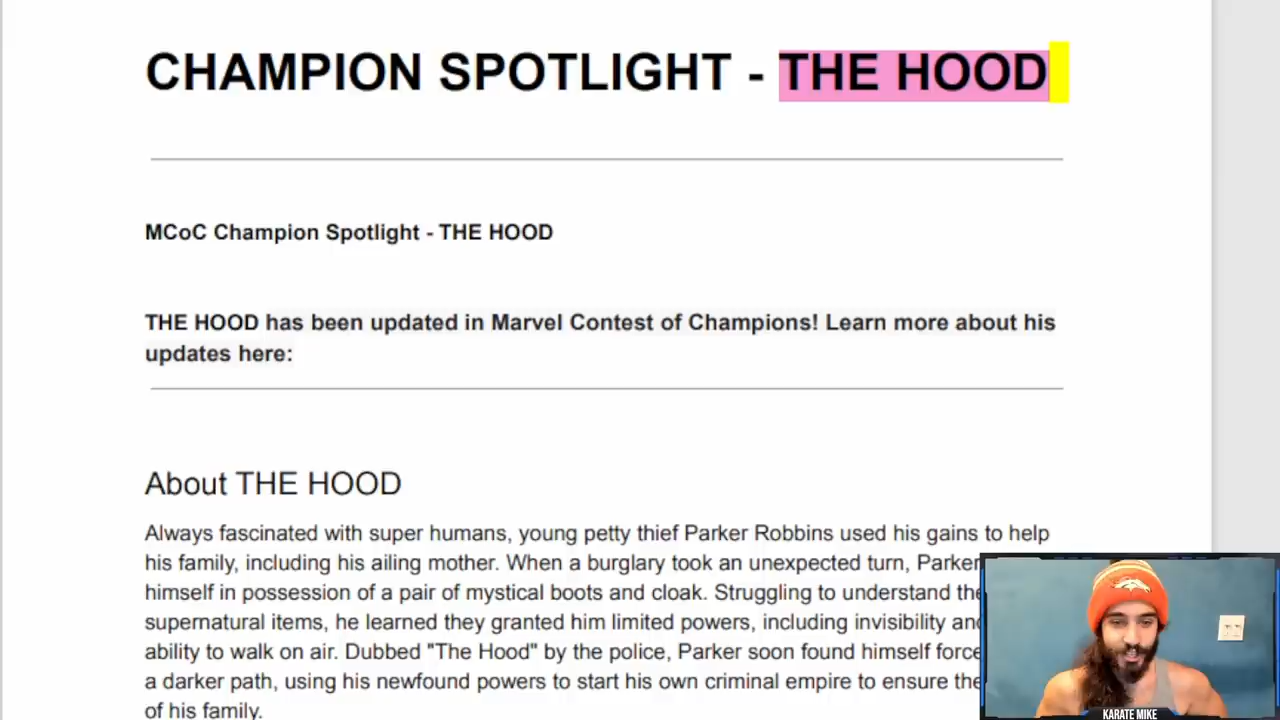 CHAMPION SPOTLIGHT - THE HOOD
MCoC Champion Spotlight - THE HOOD
THE HOOD has been updated in Marvel Contest of Champions! Learn more about his
updates here:
About THE HOOD
Always fascinated with super humans, young petty thief Parker Robbins used his gains to help
his family, including his ailing mother. When a burglary took an unexpected turn, Parker
himself in possession of a pair of mystical boots and cloak. Struggling to understand
supernatural items, he learned they granted him limited powers, including invisibility
ability to walk on air. Dubbed "The Hood" by the police, Parker soon found himself
a darker path, using his newfound powers to start his own criminal empire to ensure
of his family.
KARATE MIKE